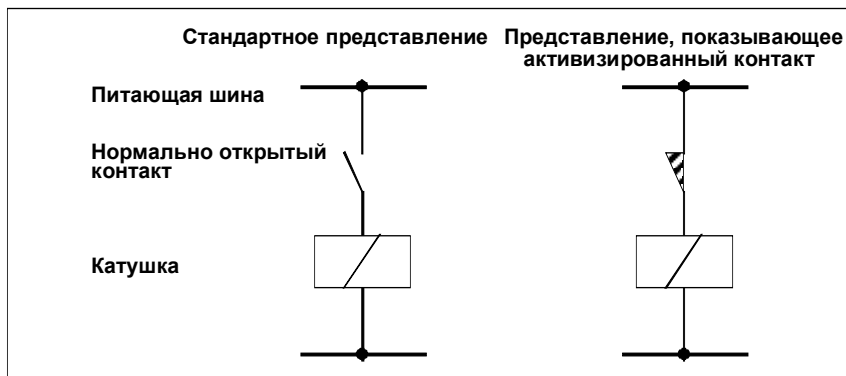 Стандартное представление
Представление, показывающее
активизированный контакт
Питающая шина
Нормально открытый
контакт
Катушка